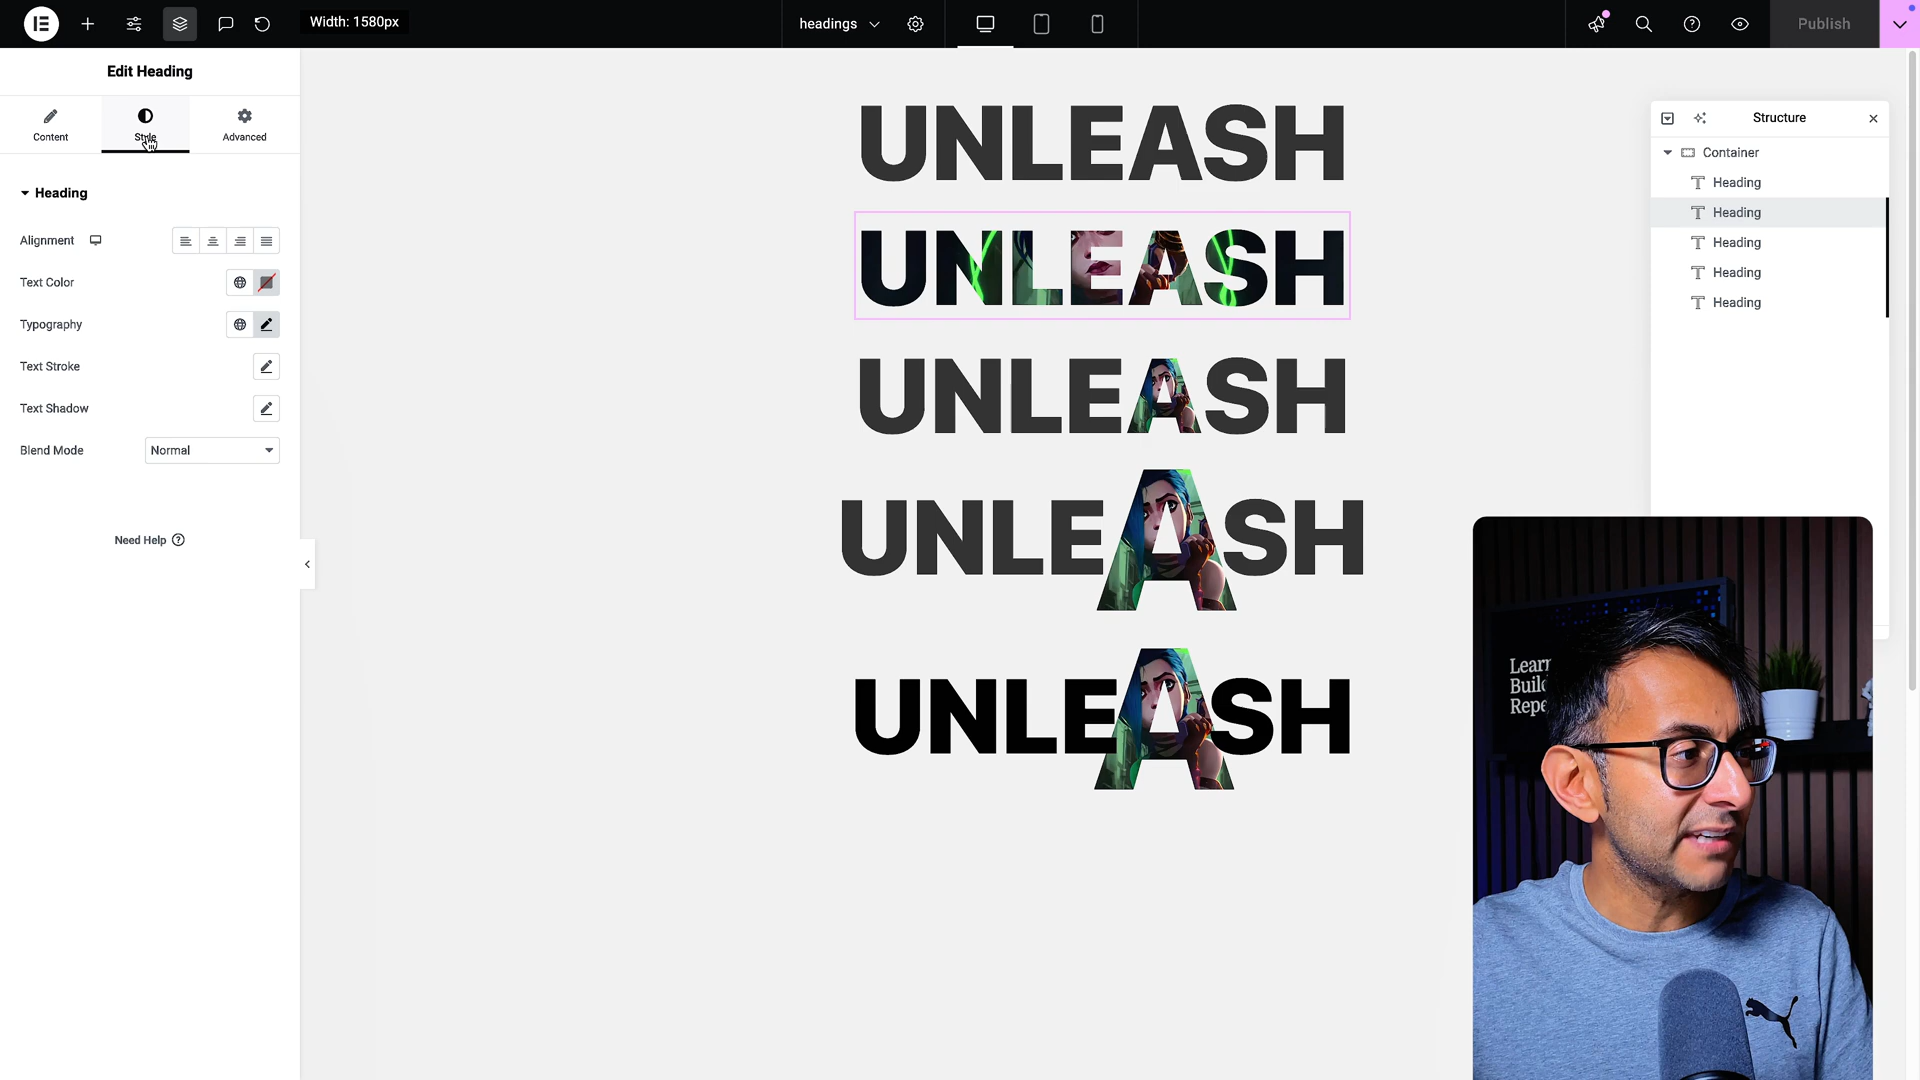 Width: 1580px
headings
Publish
Edit Heading
Content
Style
Advanced
Heading
Alignment
Text Color
Typography
Text Stroke
Text Shadow
Blend Mode
Normal
Need Help
UNLEASH
UNLEASH
UNLEASH
UNLEASH
UNLEASH
Structure
Container
Heading
Heading
Heading
Heading
Heading
Learn
Build
Repe